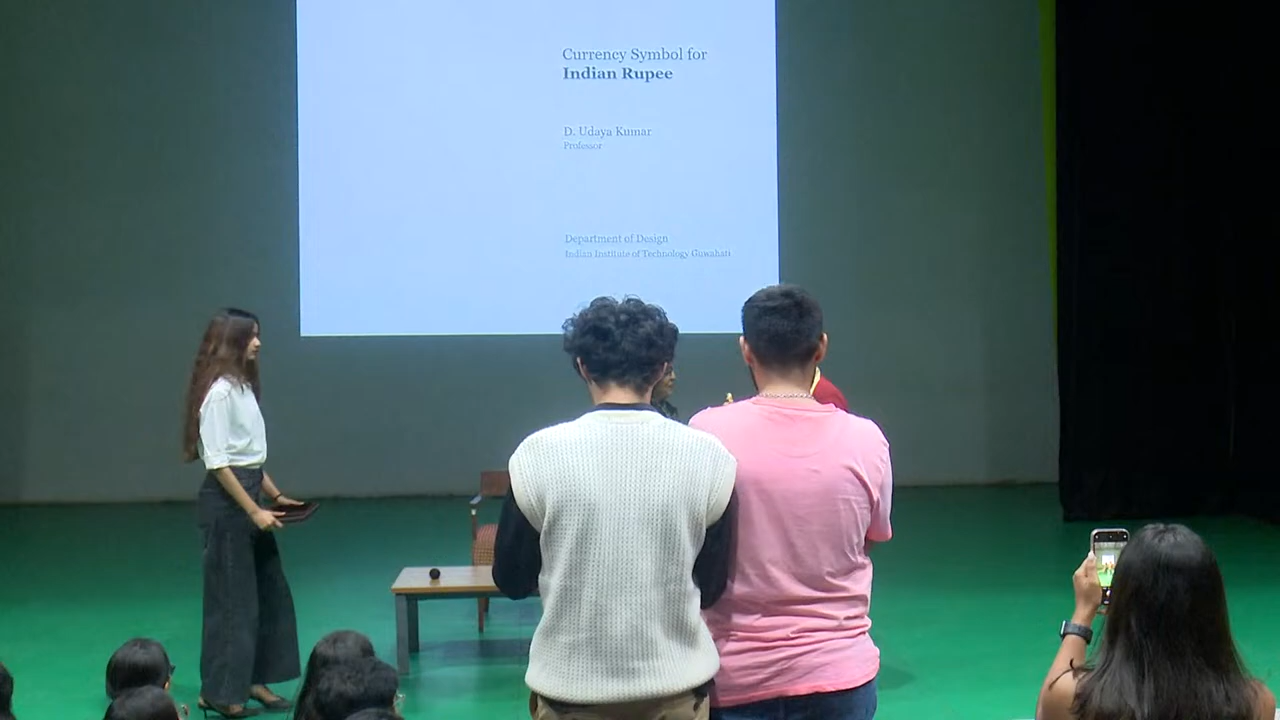 Currency Symbol for
Indian Rupee
D. Udaya Kumar
Professor
Department of Design
Indian Institute of Technology Guwahati